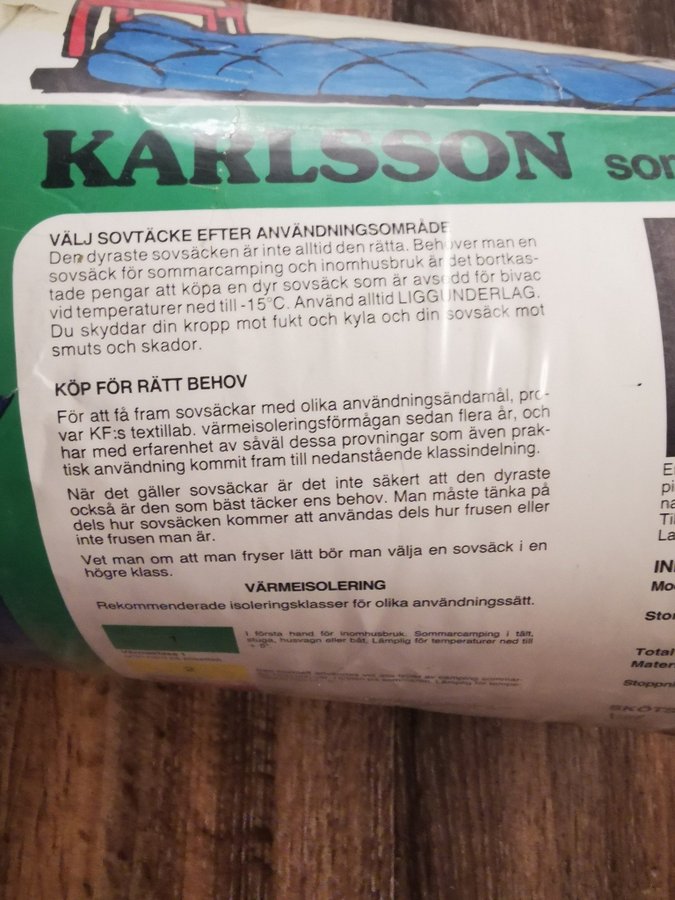 KARLSSON
VÄLJ SOVTÄCKE EFTER ANVÄNDNINGSOMRÅDE
Den dyraste sovsäcken är inte alltid den rätta. Behöver man en
sovsäck för sommarcamping och inomhusbruk är det bortkas-
tade pengar att köpa en dyr sovsäck som är avsedd för bivac
vid temperaturer ned till -15°C. Använd alltid LIGGUNDERLAG.
Du skyddar din kropp mot fukt och kyla och din sovsäck mot
smuts och skador.
KÖP FÖR RÄTT BEHOV
För att få fram sovsäckar med olika användningsändamål, pro-
var KF:s textillab. värmeisoleringsförmågan sedan flera år, och
har med erfarenhet av såväl dessa provningar som även prak-
tisk användning kommit fram till nedanstående klassindelning.
När det gäller sovsäckar är det inte säkert att den dyraste
också är den som bäst täcker ens behov. Man måste tänka på
dels hur sovsäcken kommer att användas dels hur frusen eller
inte frusen man är.
Vet man om att man fryser lätt bör man välja en sovsäck i en
högre klass.
VÄRMEISOLERING
Rekommenderade isoleringsklasser för olika användningssätt.
1
I första hand för inomhusbruk. Sommarcamping i tält,
stuga, husvagn eller båt. Lämplig för temperaturer ned till
2
Total
Mater
Stoppni
SKÖTS